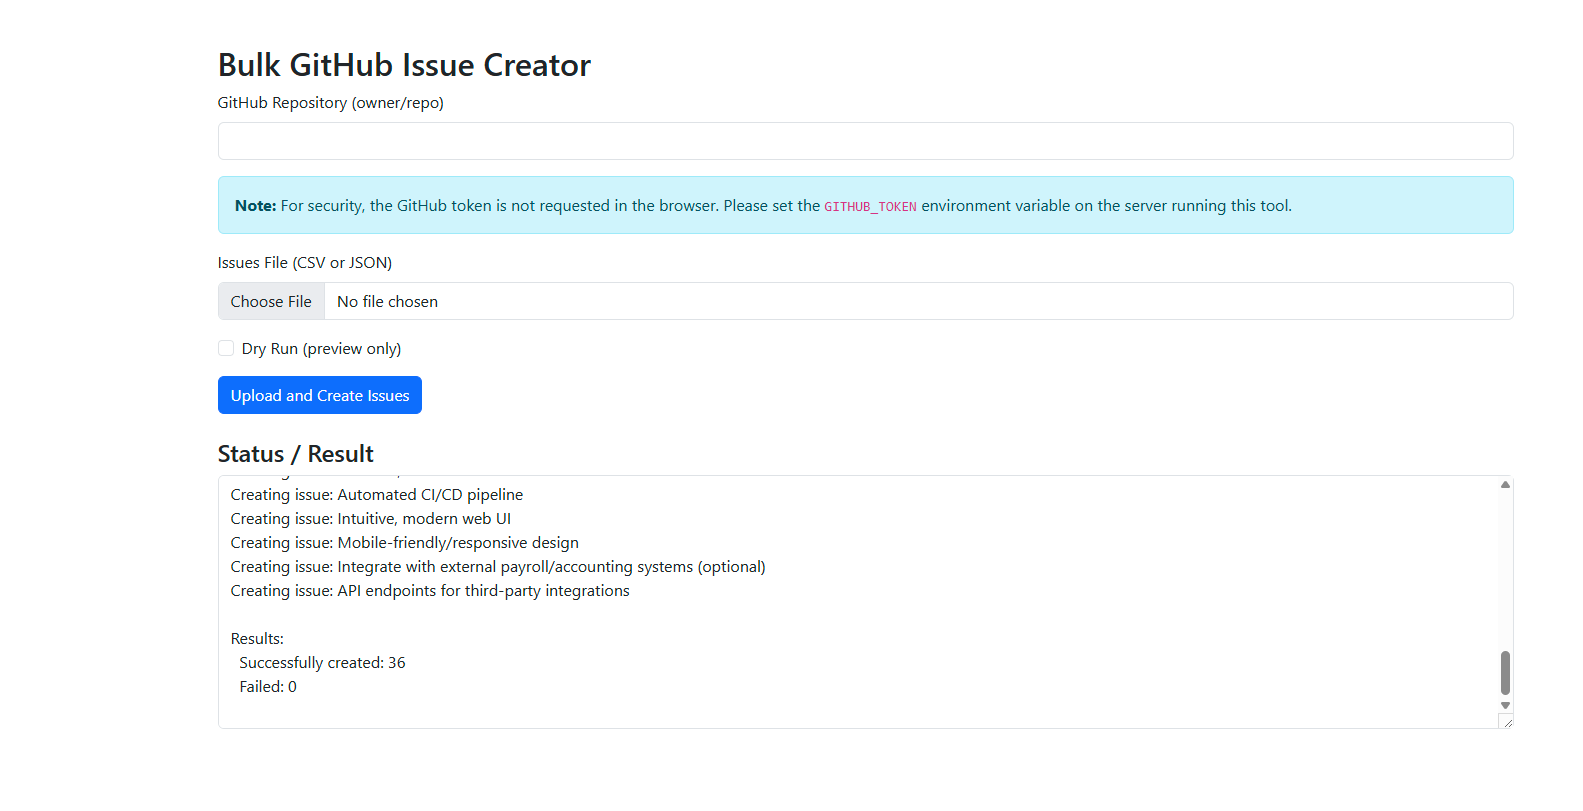 Bulk GitHub Issue Creator
GitHub Repository (owner/repo)
Note: For security, the GitHub token is not requested in the browser. Please set the GITHUB_TOKEN environment variable on the server running this tool.
Issues File (CSV or JSON)
Choose File No file chosen
Dry Run (preview only)
Upload and Create Issues
Status / Result
Creating issue: Automated CI/CD pipeline
Creating issue: Intuitive, modern web UI
Creating issue: Mobile-friendly/responsive design
Creating issue: Integrate with external payroll/accounting systems (optional)
Creating issue: API endpoints for third-party integrations
Results:
Successfully created: 36
Failed: 0